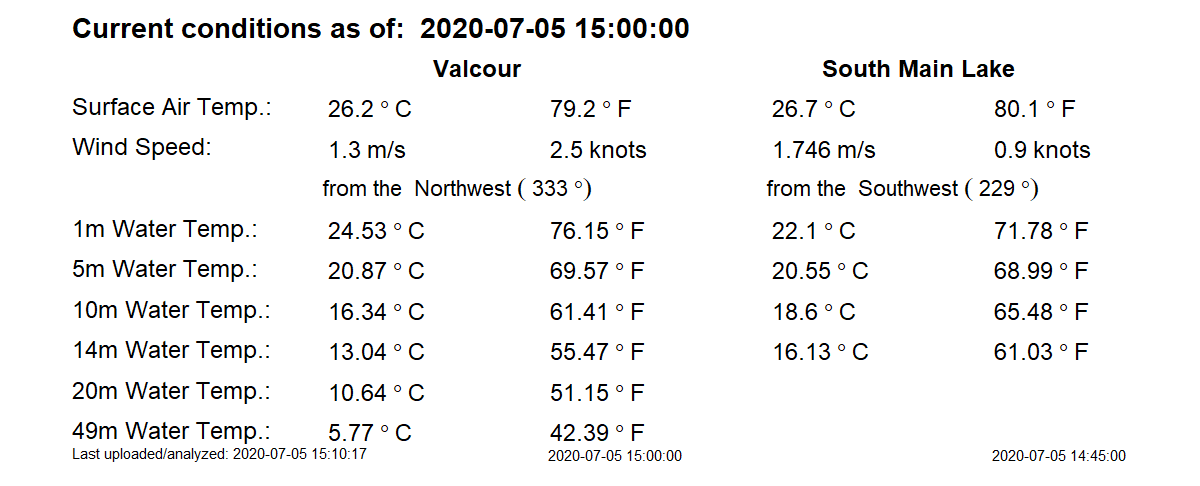 Current conditions as of: 2020-07-05 15:00:00
Valcour South Main Lake
Surface Air Temp.: 26.2 ° C 79.2 ° F 26.7 ° C 80.1 ° F
Wind Speed: 1.3 m/s 2.5 knots 1.746 m/s 0.9 knots
from the Northwest ( 333 °) from the Southwest ( 229 °)
1m Water Temp.: 24.53 ° C 76.15 ° F 22.1 ° C 71.78 ° F
5m Water Temp.: 20.87 ° C 69.57 ° F 20.55 ° C 68.99 ° F
10m Water Temp.: 16.34 ° C 61.41 ° F 18.6 ° C 65.48 ° F
14m Water Temp.: 13.04 ° C 55.47 ° F 16.13 ° C 61.03 ° F
20m Water Temp.: 10.64 ° C 51.15 ° F
49m Water Temp.: 5.77 ° C 42.39 ° F
Last uploaded/analyzed: 2020-07-05 15:10:17 2020-07-05 15:00:00 2020-07-05 14:45:00